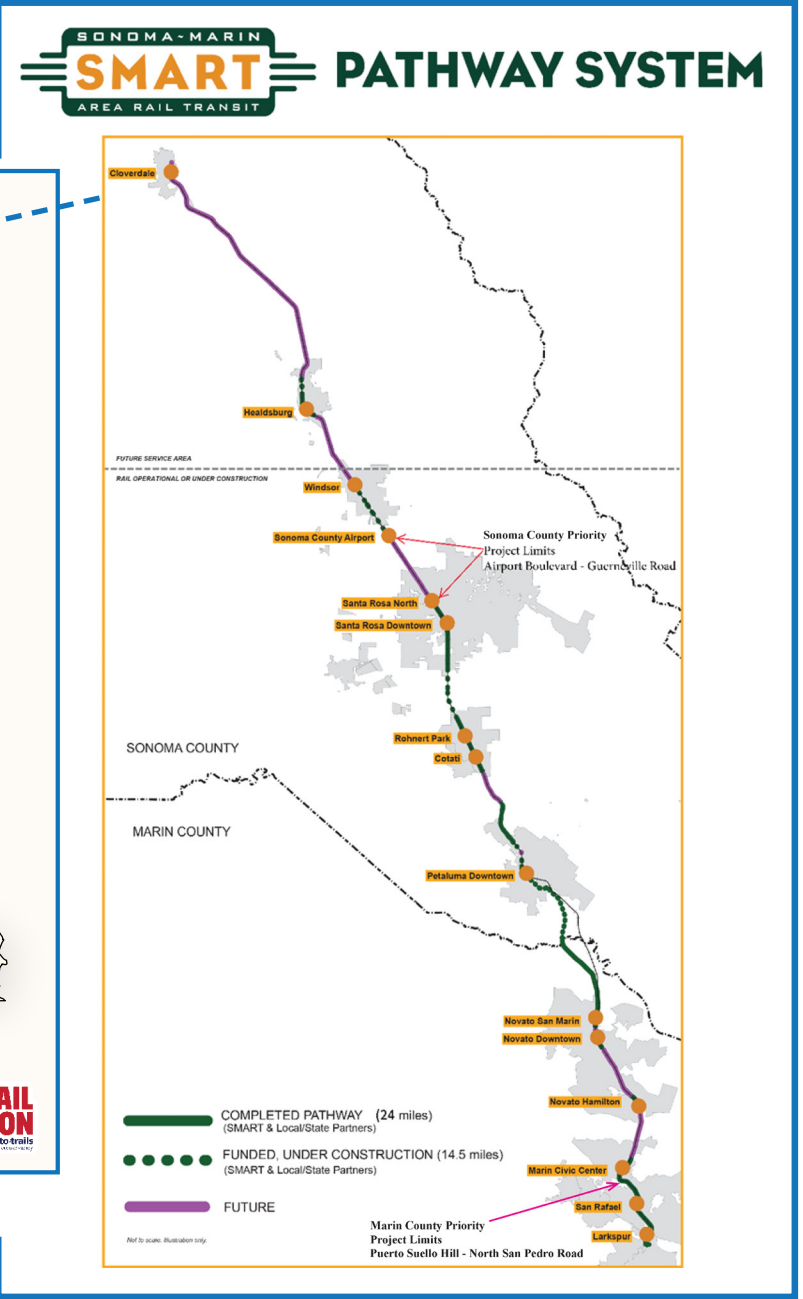 SONOMA~MARIN
SMART
AREA RAIL TRANSIT
PATHWAY SYSTEM
Cloverdale
Healdsburg
FUTURE SERVICE AREA
RAIL OPERATIONAL OR UNDER CONSTRUCTION
Windsor
Sonoma County Airport
Sonoma County Priority
Project Limits
Airport Boulevard - Guerneville Road
Santa Rosa North
Santa Rosa Downtown
Rohnert Park
Cotati
SONOMA COUNTY
MARIN COUNTY
Petaluma Downtown
Novato San Marin
Novato Downtown
Novato Hamilton
Marin Civic Center
San Rafael
Larkspur
COMPLETED PATHWAY (24 miles)
(SMART & Local/State Partners)
FUNDED, UNDER CONSTRUCTION (14.5 miles)
(SMART & Local/State Partners)
FUTURE
Not to scale. Illustration only.
Marin County Priority
Project Limits
Puerto Suello Hill - North San Pedro Road
AIL
ON
to-trails